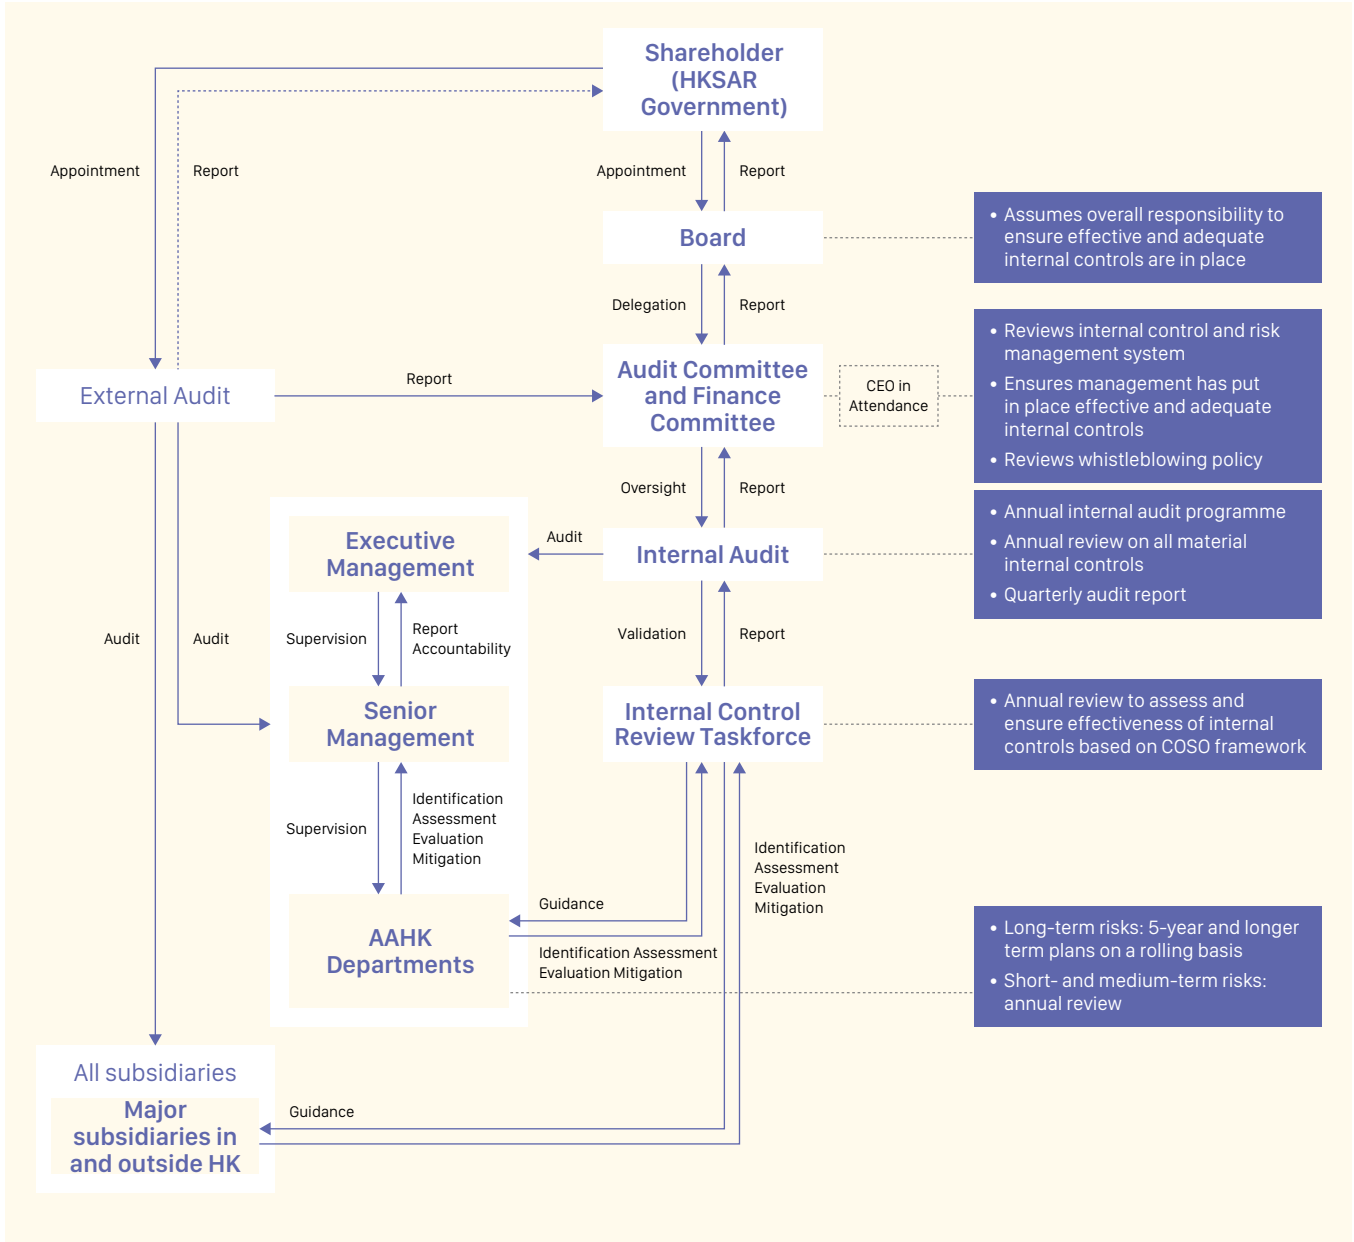 Shareholder
(HKSAR
Government)
Appointment
Report
Appointment
Report
Board
• Assumes overall responsibility to
ensure effective and adequate
internal controls are in place
Delegation
Report
External Audit
Report
Audit Committee
and Finance
Committee
CEO in
Attendance
• Reviews internal control and risk
management system
• Ensures management has put
in place effective and adequate
internal controls
• Reviews whistleblowing policy
Oversight
Report
Executive
Management
Audit
Internal Audit
• Annual internal audit programme
• Annual review on all material
internal controls
• Quarterly audit report
Audit
Audit
Supervision
Report
Accountability
Validation
Report
Senior
Management
Internal Control
Review Taskforce
• Annual review to assess and
ensure effectiveness of internal
controls based on COSO framework
Supervision
Identification
Assessment
Evaluation
Mitigation
Identification
Assessment
Evaluation
Mitigation
AAHK
Departments
Guidance
Identification Assessment
Evaluation Mitigation
• Long-term risks: 5-year and longer
term plans on a rolling basis
• Short- and medium-term risks:
annual review
All subsidiaries
Major
subsidiaries in
and outside HK
Guidance